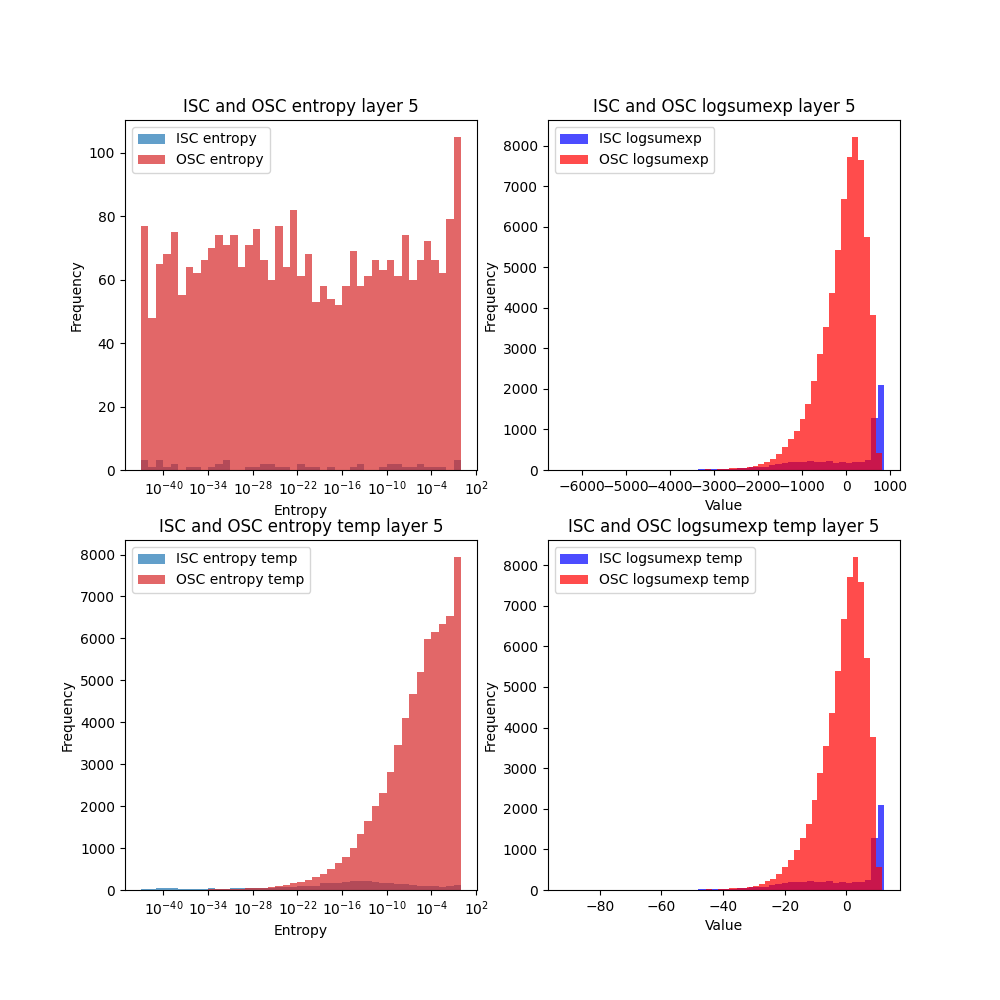 ISC and OSC entropy layer 5
ISC entropy
OSC entropy
Frequency
100
80
60
40
20
0
10⁻⁴⁰ 10⁻³⁴ 10⁻²⁸ 10⁻²² 10⁻¹⁶ 10⁻¹⁰ 10⁻⁴ 10²
Entropy
ISC and OSC logsumexp layer 5
ISC logsumexp
OSC logsumexp
Frequency
8000
7000
6000
5000
4000
3000
2000
1000
0
−6000 −5000 −4000 −3000 −2000 −1000 0 1000
Value
ISC and OSC entropy temp layer 5
ISC entropy temp
OSC entropy temp
Frequency
8000
7000
6000
5000
4000
3000
2000
1000
0
10⁻⁴⁰ 10⁻³⁴ 10⁻²⁸ 10⁻²² 10⁻¹⁶ 10⁻¹⁰ 10⁻⁴ 10²
Entropy
ISC and OSC logsumexp temp layer 5
ISC logsumexp temp
OSC logsumexp temp
Frequency
8000
7000
6000
5000
4000
3000
2000
1000
0
−80 −60 −40 −20 0
Value